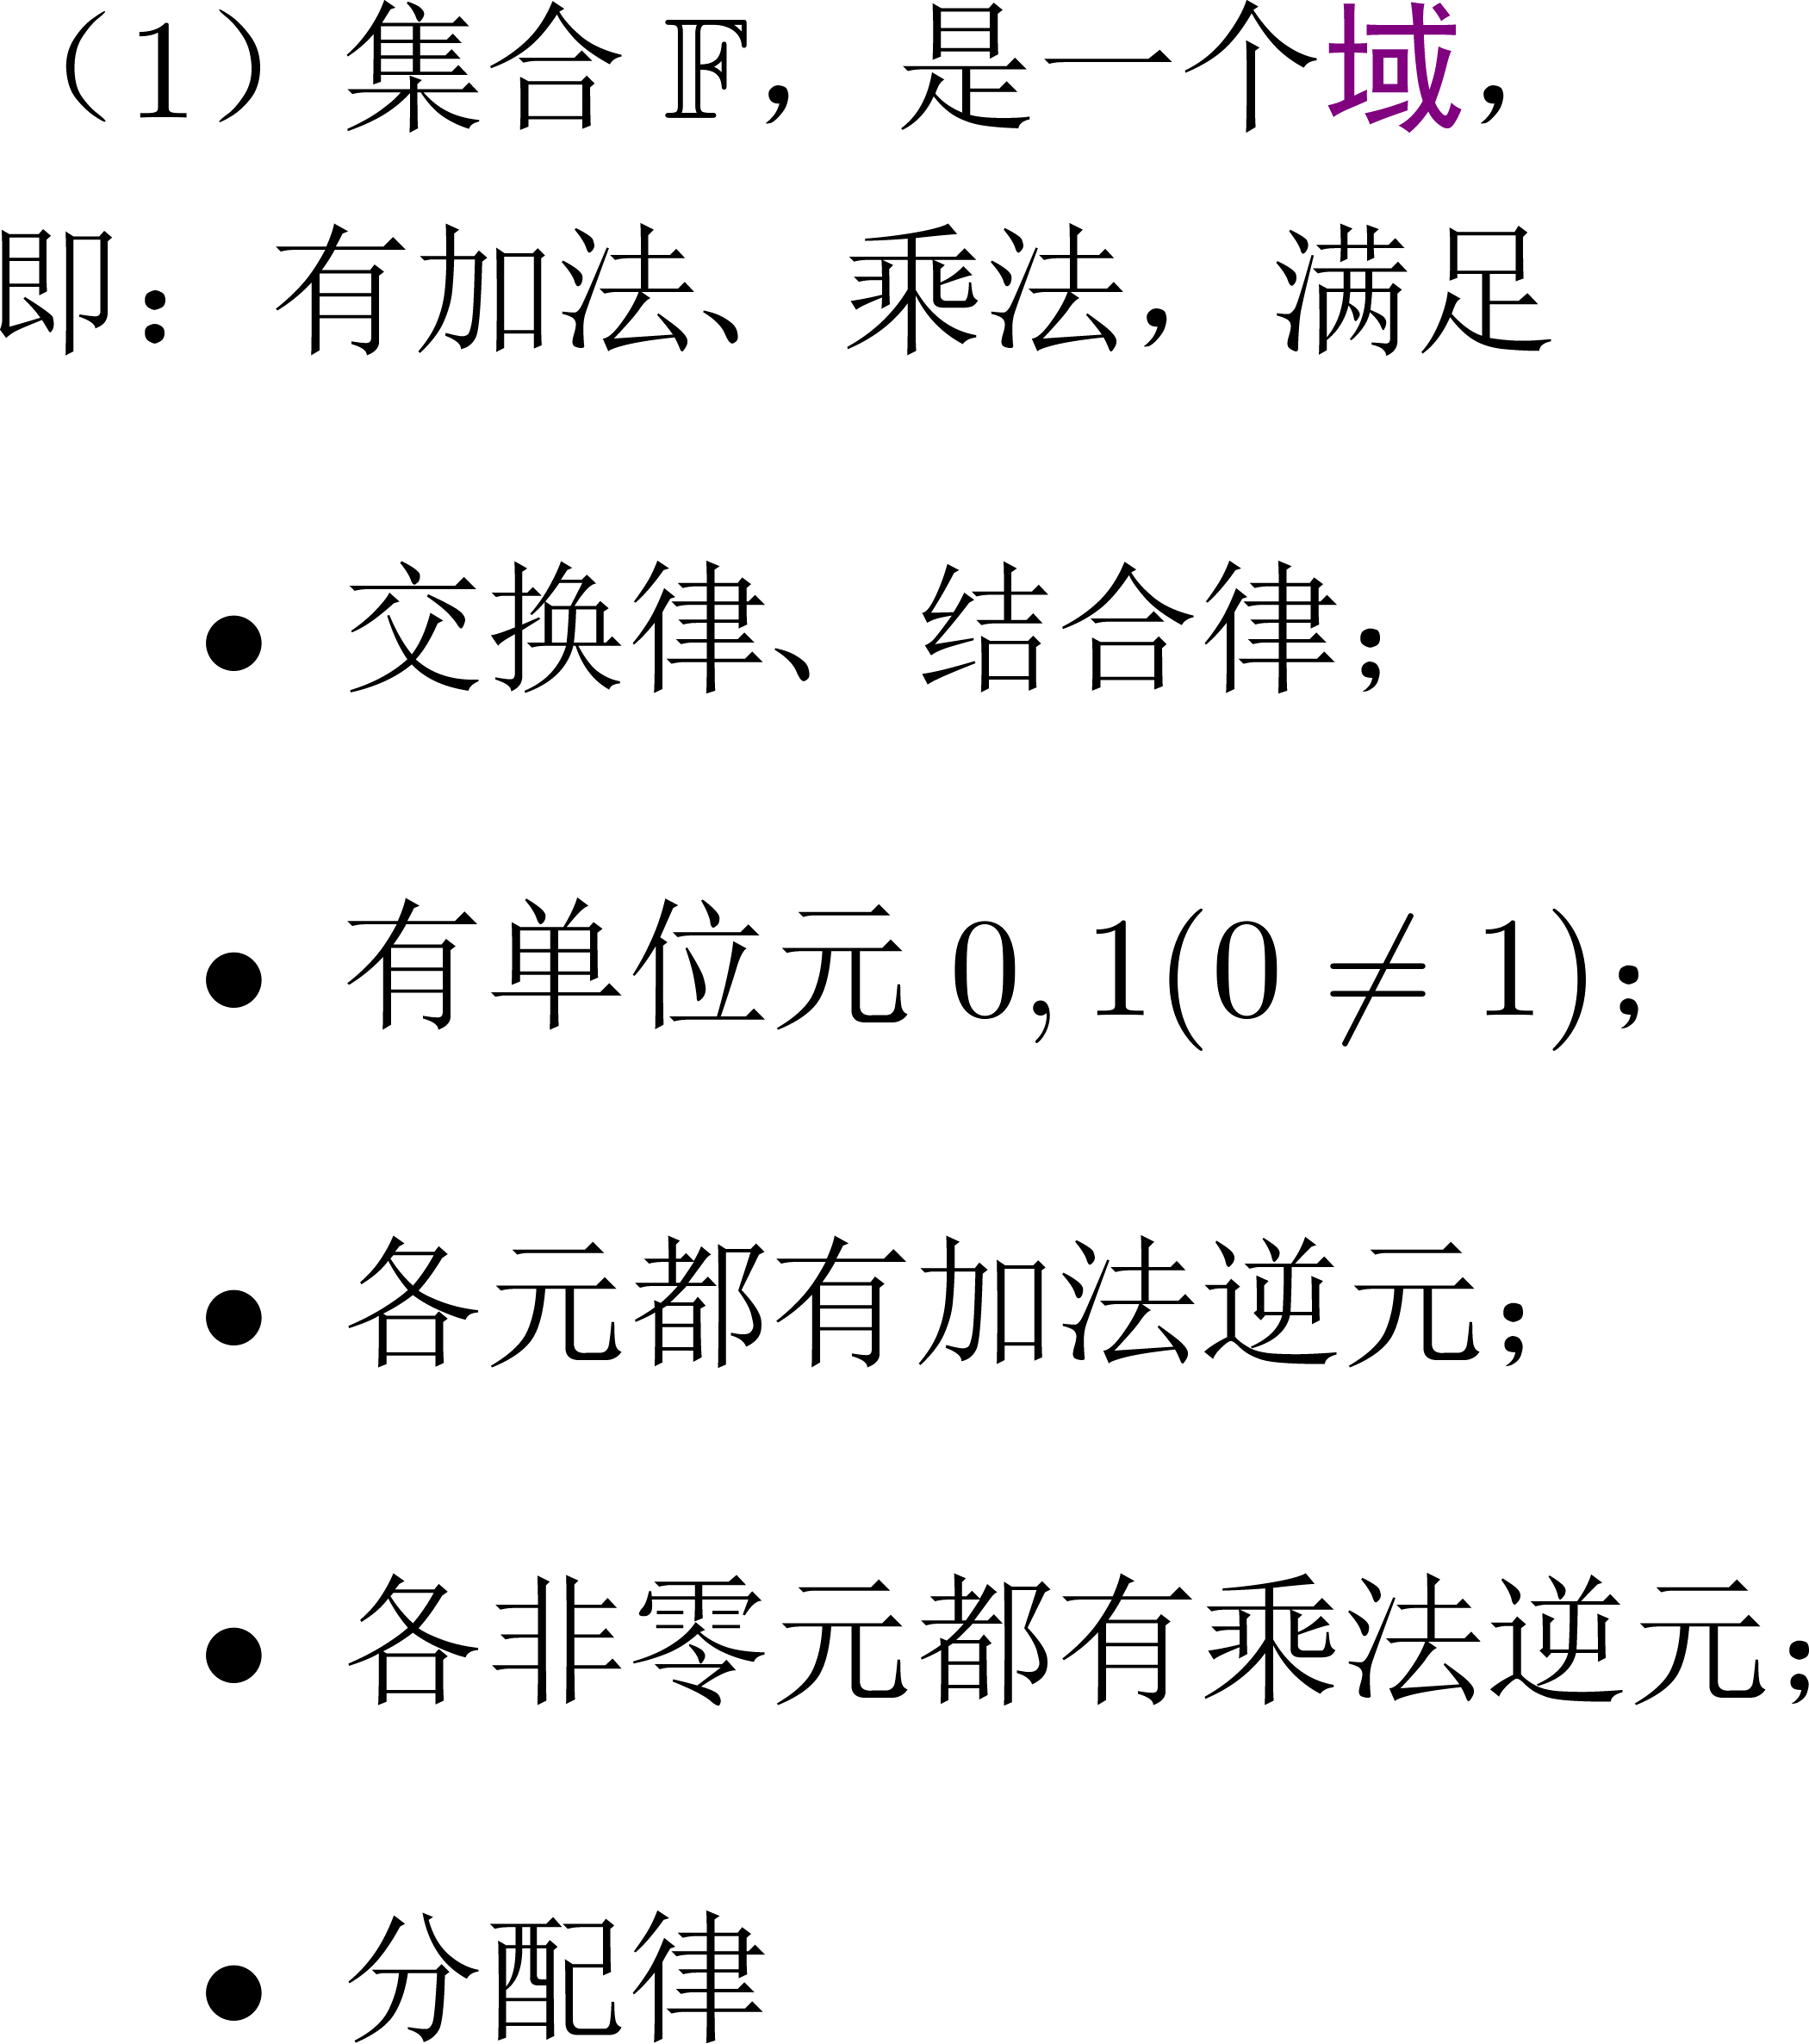 （1）集合 𝔽，是一个域，
即：有加法、乘法，满足
• 交换律、结合律；
• 有单位元 0, 1(0 ≠ 1)；
• 各元都有加法逆元；
• 各非零元都有乘法逆元；
• 分配律